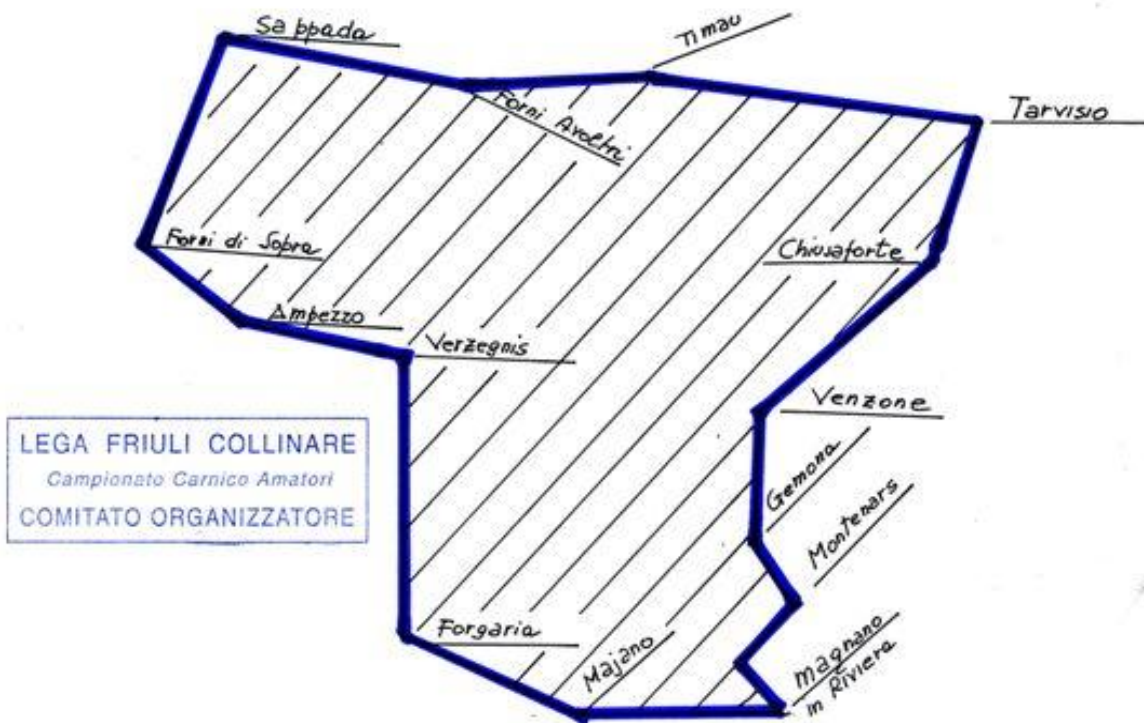 Sappada
Timau
Forni Avoltri
Tarvisio
Forni di Sopra
Chiusaforte
Ampezzo
Verzegnis
Venzone
LEGA FRIULI COLLINARE
Campionato Carnico Amatori
COMITATO ORGANIZZATORE
Gemona
Montenars
Forgaria
Majano
Magnano
in Riviera